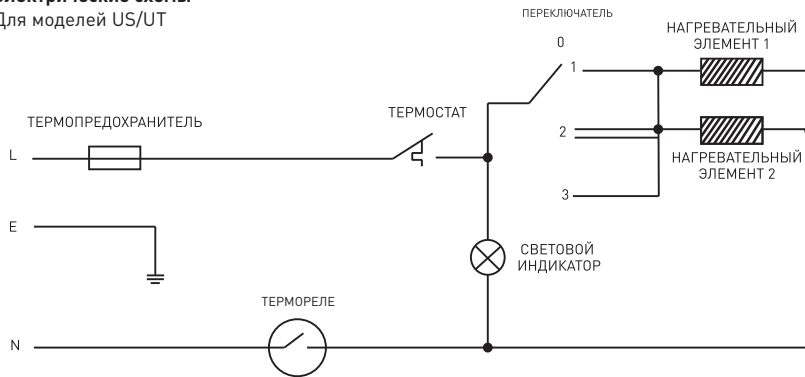 Для моделей US/UT
ПЕРЕКЛЮЧАТЕЛЬ
0
1
2
3
НАГРЕВАТЕЛЬНЫЙ
ЭЛЕМЕНТ 1
НАГРЕВАТЕЛЬНЫЙ
ЭЛЕМЕНТ 2
ТЕРМОПРЕДОХРАНИТЕЛЬ
ТЕРМОСТАТ
L
E
СВЕТОВОЙ
ИНДИКАТОР
ТЕРМОРЕЛЕ
N